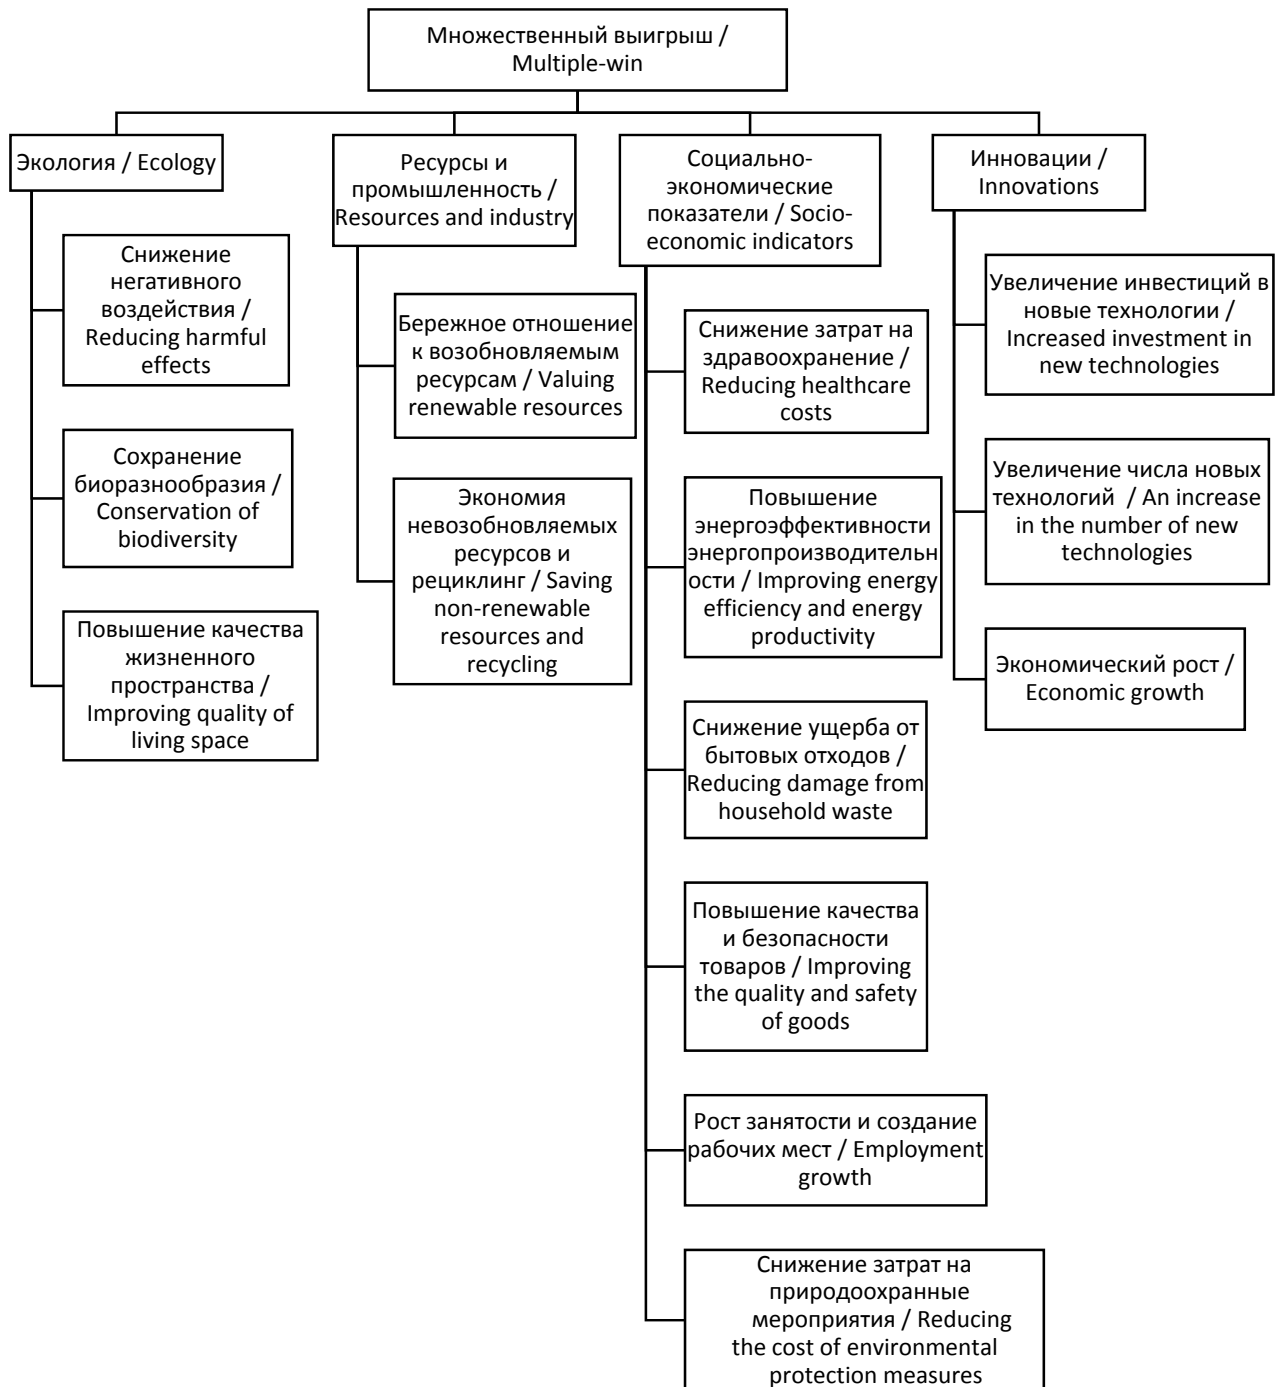 Множественный выигрыш /
Multiple-win
Экология / Ecology
Снижение
негативного
воздействия /
Reducing harmful
effects
Сохранение
биоразнообразия /
Conservation of
biodiversity
Повышение качества
жизненного
пространства /
Improving quality of
living space
Ресурсы и
промышленность /
Resources and industry
Бережное отношение
к возобновляемым
ресурсам / Valuing
renewable resources
Экономия
невозобновляемых
ресурсов и
рециклинг / Saving
non-renewable
resources and
recycling
Социально-
экономические
показатели / Socio-
economic indicators
Снижение затрат на
здравоохранение /
Reducing healthcare
costs
Повышение
энергоэффективности
энергопроизводительн
ости / Improving energy
efficiency and energy
productivity
Снижение ущерба от
бытовых отходов /
Reducing damage from
household waste
Повышение качества
и безопасности
товаров / Improving
the quality and safety
of goods
Рост занятости и создание
рабочих мест / Employment
growth
Снижение затрат на
природоохранные
мероприятия / Reducing
the cost of environmental
protection measures
Инновации /
Innovations
Увеличение инвестиций в
новые технологии /
Increased investment in
new technologies
Увеличение числа новых
технологий / An increase
in the number of new
technologies
Экономический рост /
Economic growth